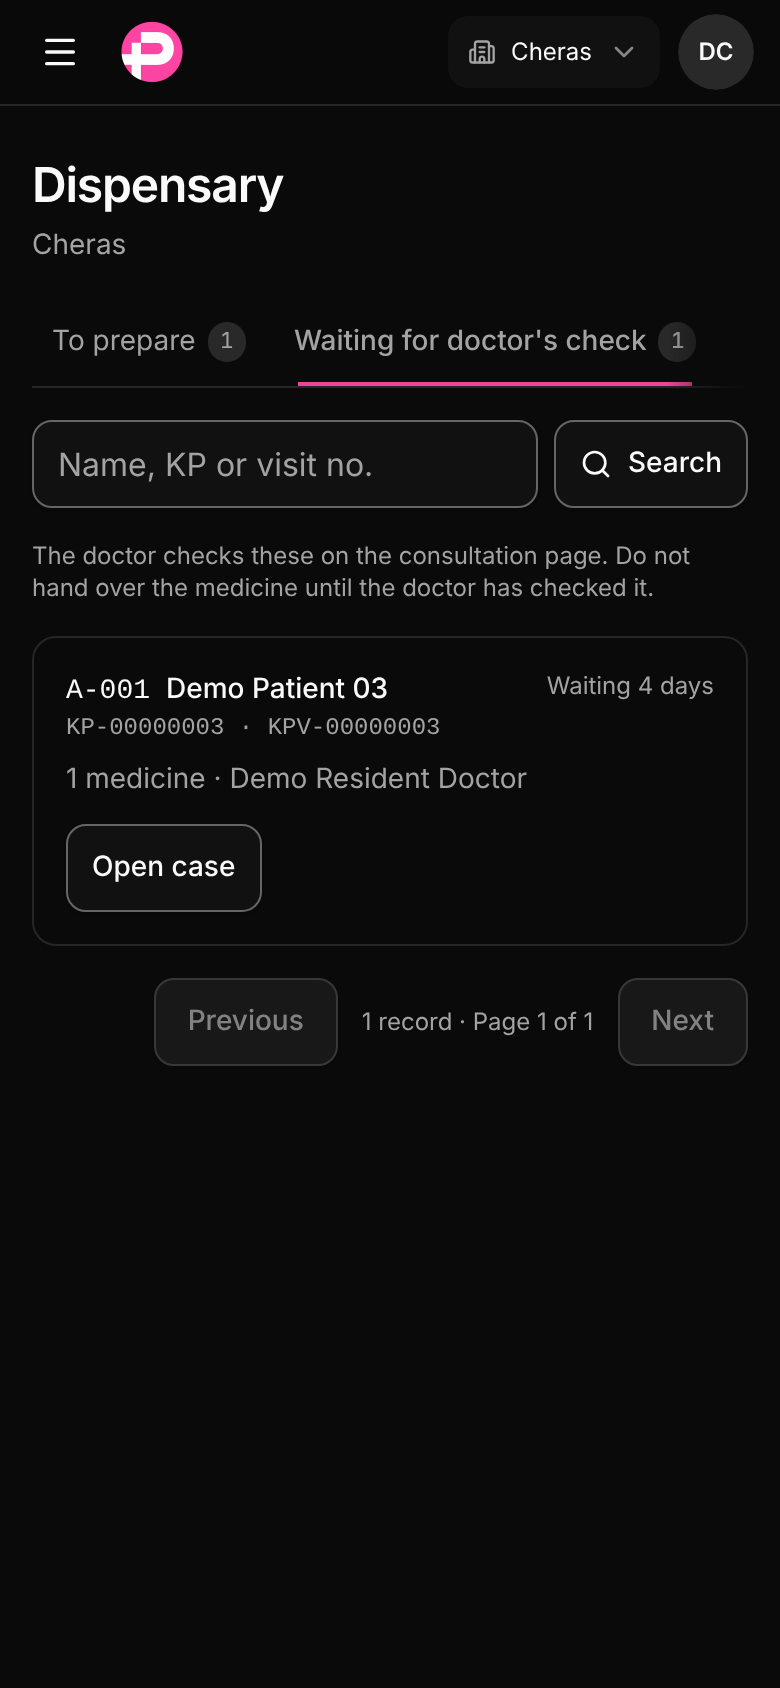 Cheras
DC
Dispensary
Cheras
To prepare 1
Waiting for doctor's check 1
Name, KP or visit no.
Search
The doctor checks these on the consultation page. Do not
hand over the medicine until the doctor has checked it.
A-001 Demo Patient 03
Waiting 4 days
KP-00000003 · KPV-00000003
1 medicine · Demo Resident Doctor
Open case
Previous
1 record · Page 1 of 1
Next